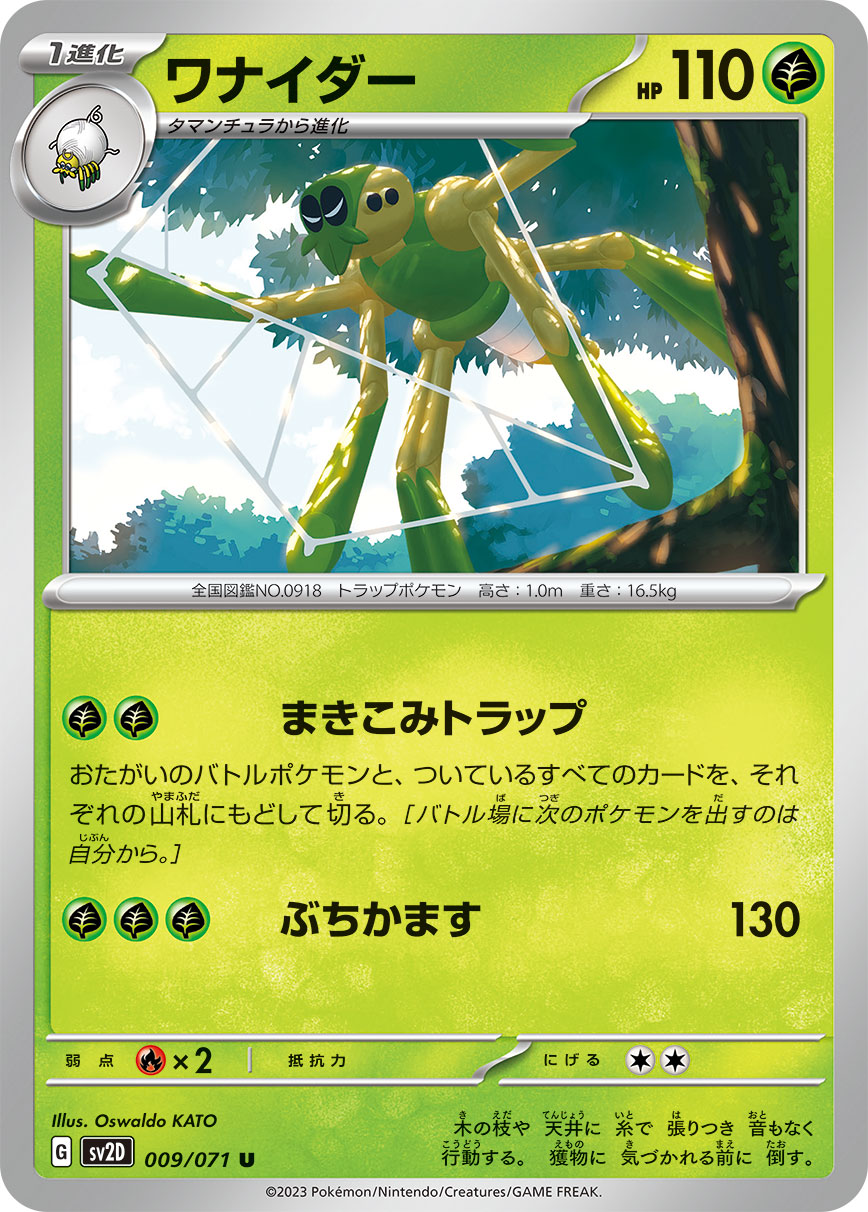 1進化
ワナイダー
HP 110
タマンチュラから進化
全国図鑑NO.0918 トラップポケモン 高さ:1.0m 重さ:16.5kg
まきこみトラップ
おたがいのバトルポケモンと、ついているすべてのカードを、それ
ぞれの山札にもどして切る。[バトル場に次のポケモンを出すのは
自分から。]
ぶちかます 130
弱点 ×2 抵抗力 にげる
Illus. Oswaldo KATO
木の枝や 天井に 糸で 張りつき 音もなく
行動する。 獲物に 気づかれる前に 倒す。
G sv2D 009/071 U
©2023 Pokémon/Nintendo/Creatures/GAME FREAK.